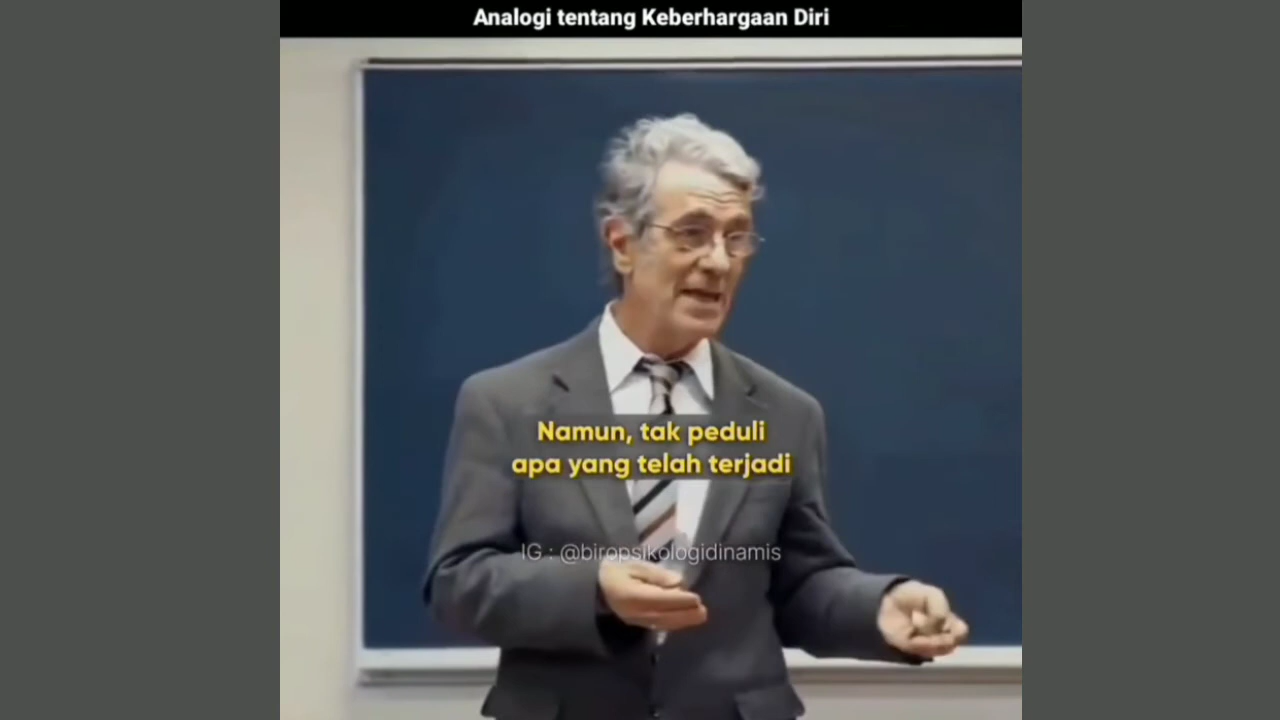 Analogi tentang Keberhargaan Diri
Namun, tak peduli
apa yang telah terjadi
IG : @biropsikologidinamis